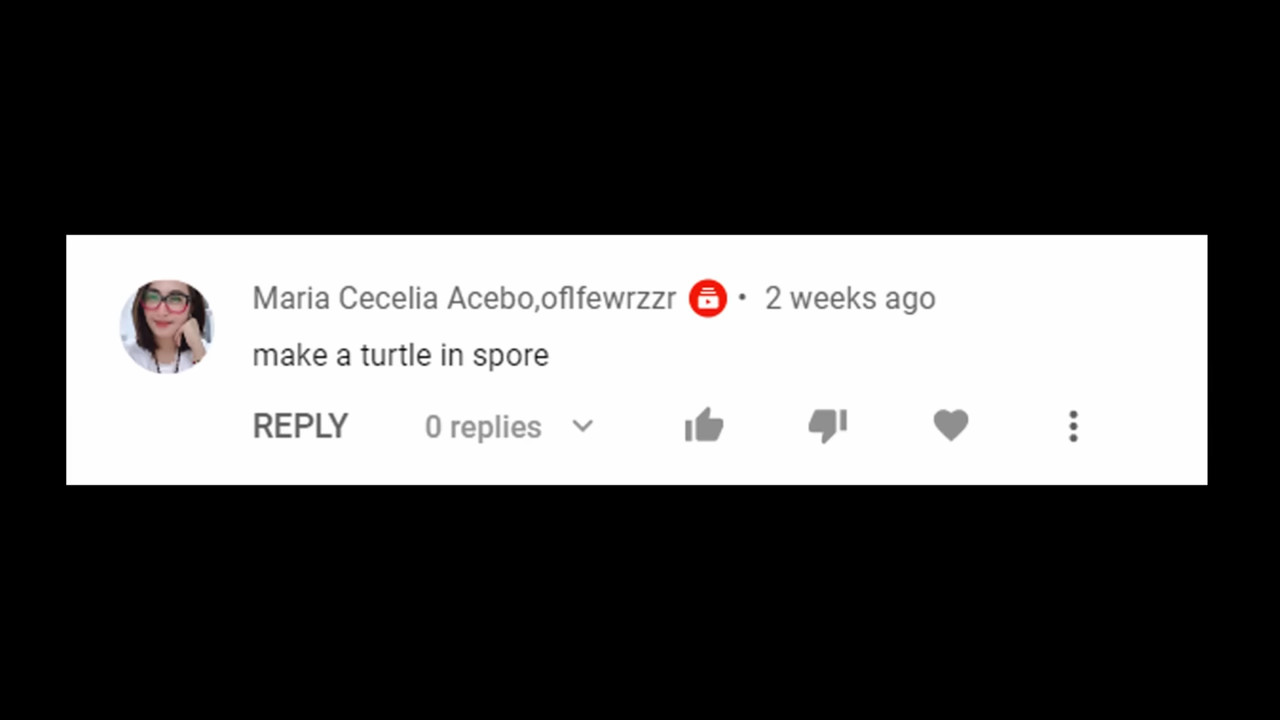 Maria Cecelia Acebo,oflfewrzzr • 2 weeks ago
make a turtle in spore
REPLY 0 replies